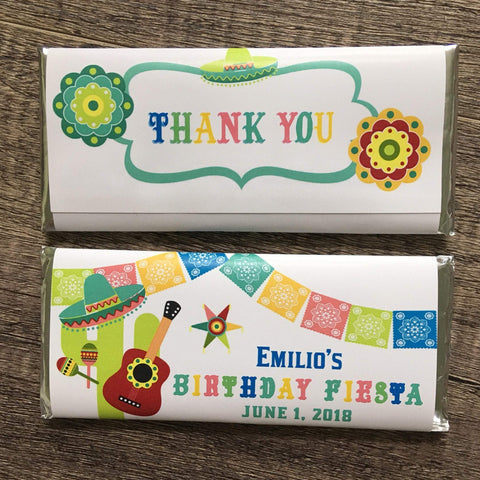 THANK YOU
EMILIO'S
BIRTHDAY FIESTA
JUNE 1, 2018